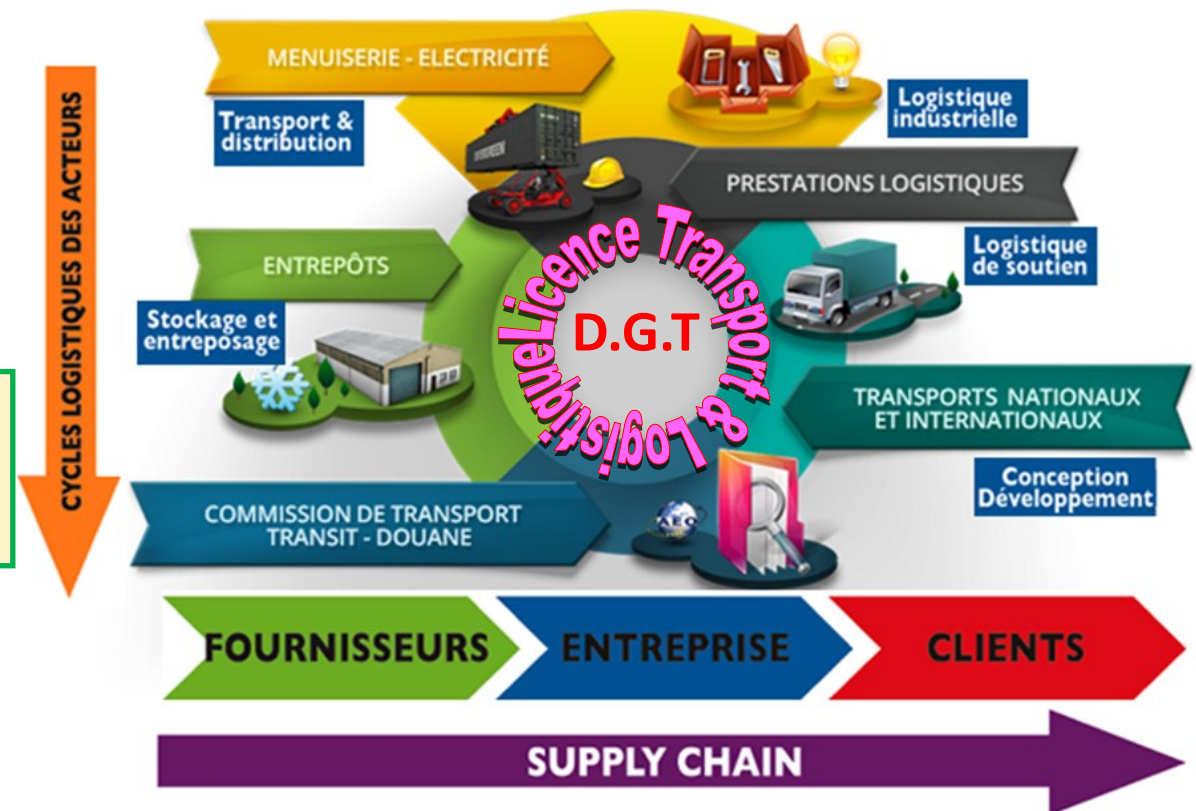 MENUISERIE - ELECTRICITÉ
Transport &
distribution
Logistique
industrielle
EVERGREEN
PRESTATIONS LOGISTIQUES
Logistique
de soutien
ENTREPÔTS
Stockage et
entreposage
Licence Transport & Logistique
D.G.T
TRANSPORTS NATIONAUX
ET INTERNATIONAUX
Conception
Développement
COMMISSION DE TRANSPORT
TRANSIT - DOUANE
AEO
CYCLES LOGISTIQUES DES ACTEURS
FOURNISSEURS
ENTREPRISE
CLIENTS
SUPPLY CHAIN